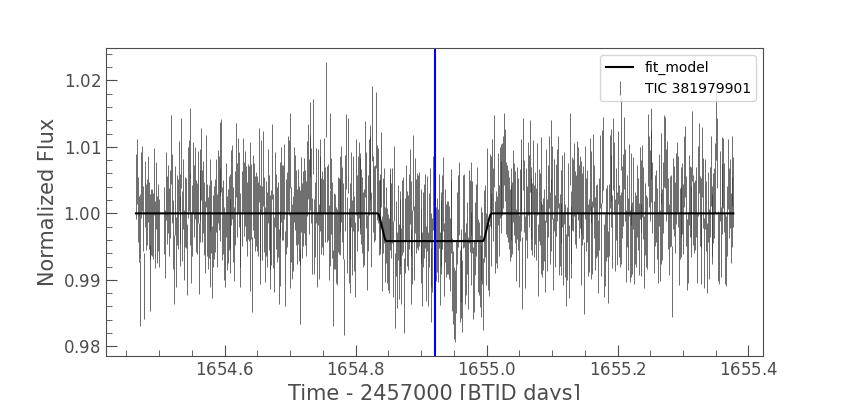 fit_model
TIC 381979901
1.02
1.01
1.00
0.99
0.98
Normalized Flux
1654.6 1654.8 1655.0 1655.2 1655.4
Time - 2457000 [BTJD days]